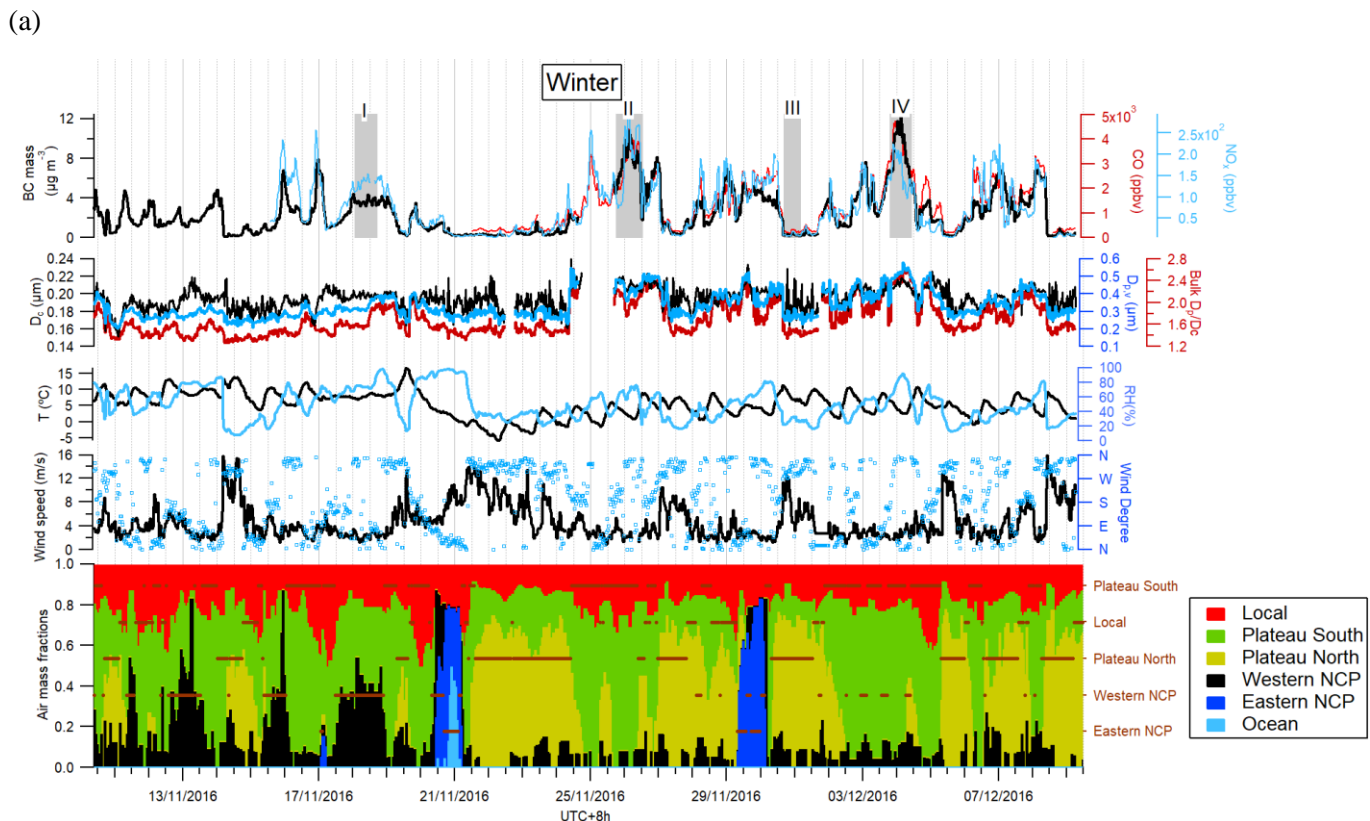 (a)
Winter
I
II
III
IV
BC mass
(µg m⁻³)
12
8
4
0
CO (ppbv)
5x10³
4
3
2
1
0
NOₓ (ppbv)
2.5x10²
2.0
1.5
1.0
0.5
D_c (µm)
0.24
0.22
0.20
0.18
0.16
0.14
D_p,v (µm)
0.6
0.5
0.4
0.3
0.2
0.1
Bulk D_p/Dc
2.8
2.4
2.0
1.6
1.2
T (°C)
15
10
5
0
-5
RH(%)
100
80
60
40
20
0
Wind speed (m/s)
16
12
8
4
0
Wind Degree
N
W
S
E
N
Air mass fractions
1.0
0.8
0.6
0.4
0.2
0.0
Plateau South
Local
Plateau North
Western NCP
Eastern NCP
13/11/2016 17/11/2016 21/11/2016 25/11/2016 29/11/2016 03/12/2016 07/12/2016
UTC+8h
Local
Plateau South
Plateau North
Western NCP
Eastern NCP
Ocean